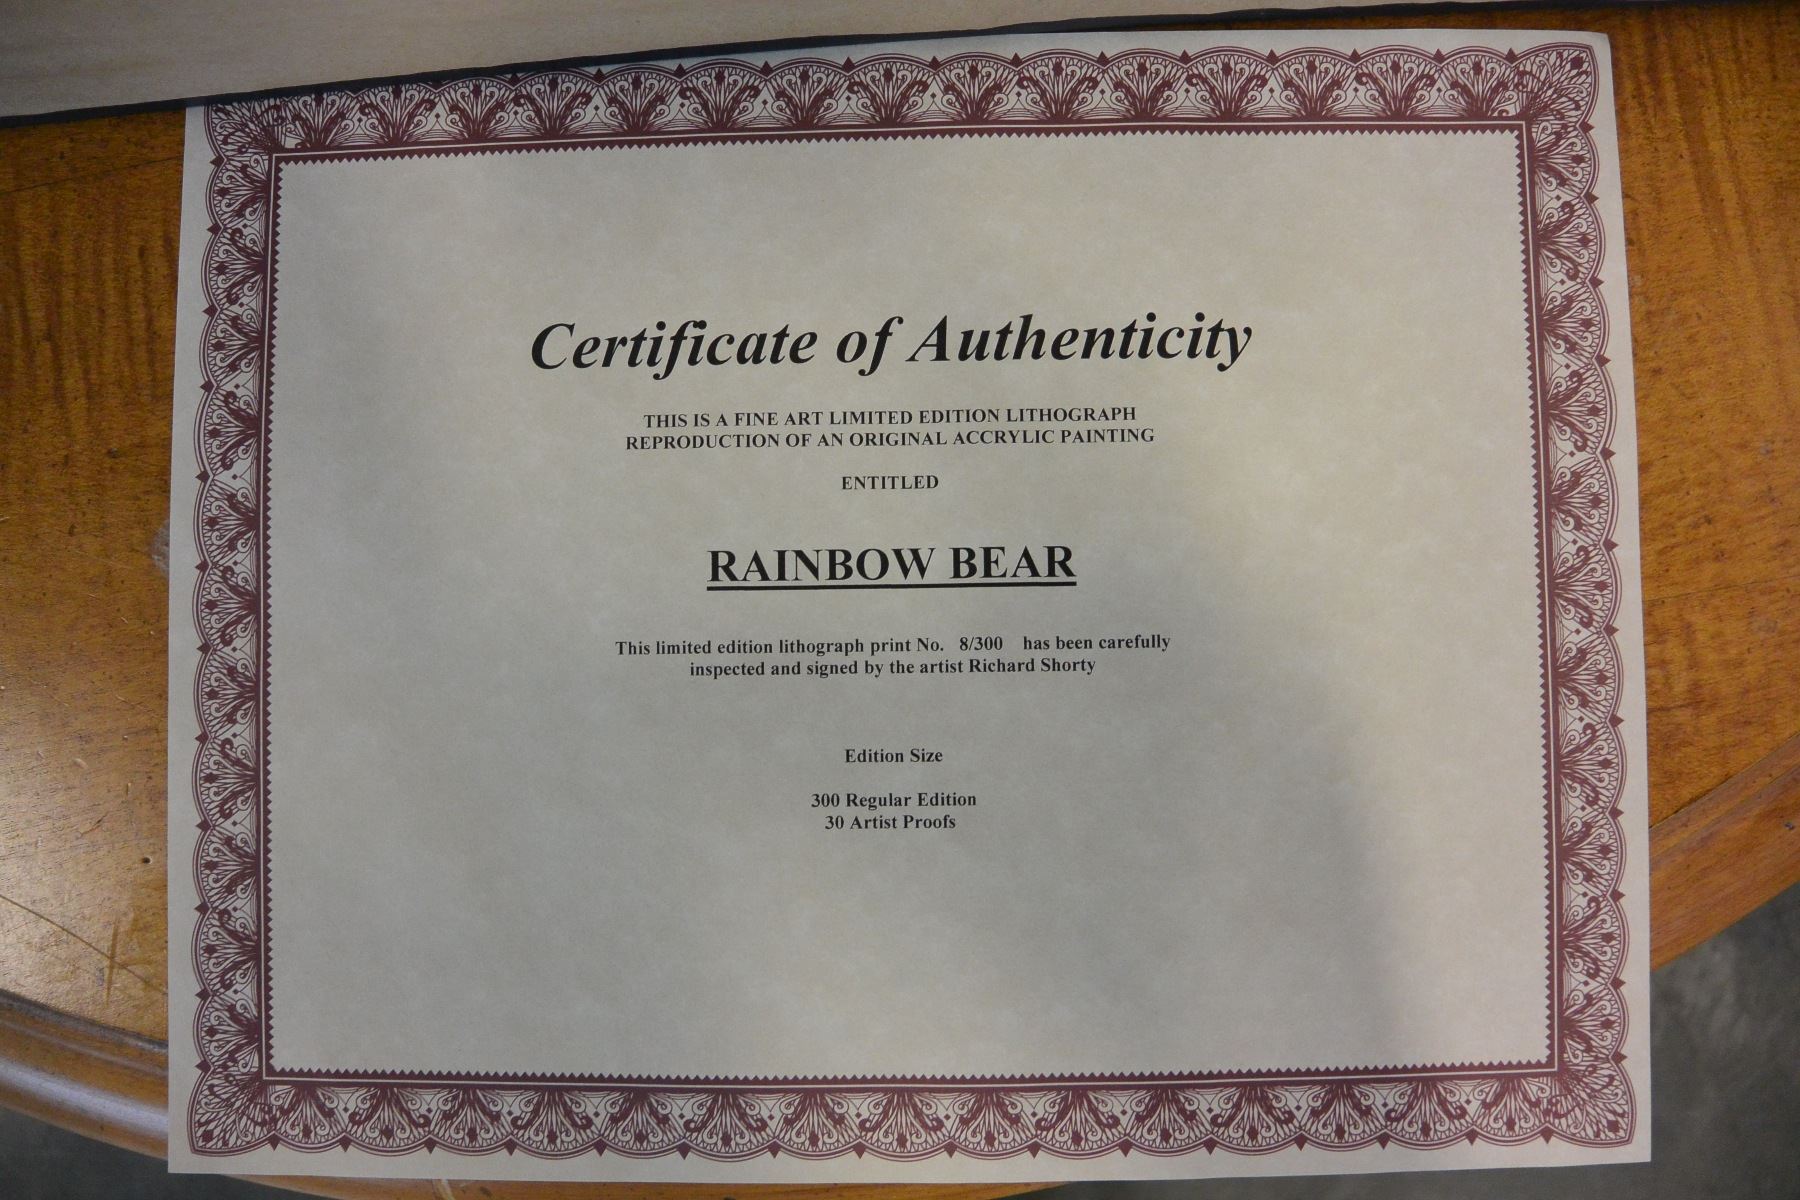 Certificate of Authenticity
THIS IS A FINE ART LIMITED EDITION LITHOGRAPH
REPRODUCTION OF AN ORIGINAL ACCRYLIC PAINTING
ENTITLED
RAINBOW BEAR
This limited edition lithograph print No. 8/300 has been carefully
inspected and signed by the artist Richard Shorty
Edition Size
300 Regular Edition
30 Artist Proofs